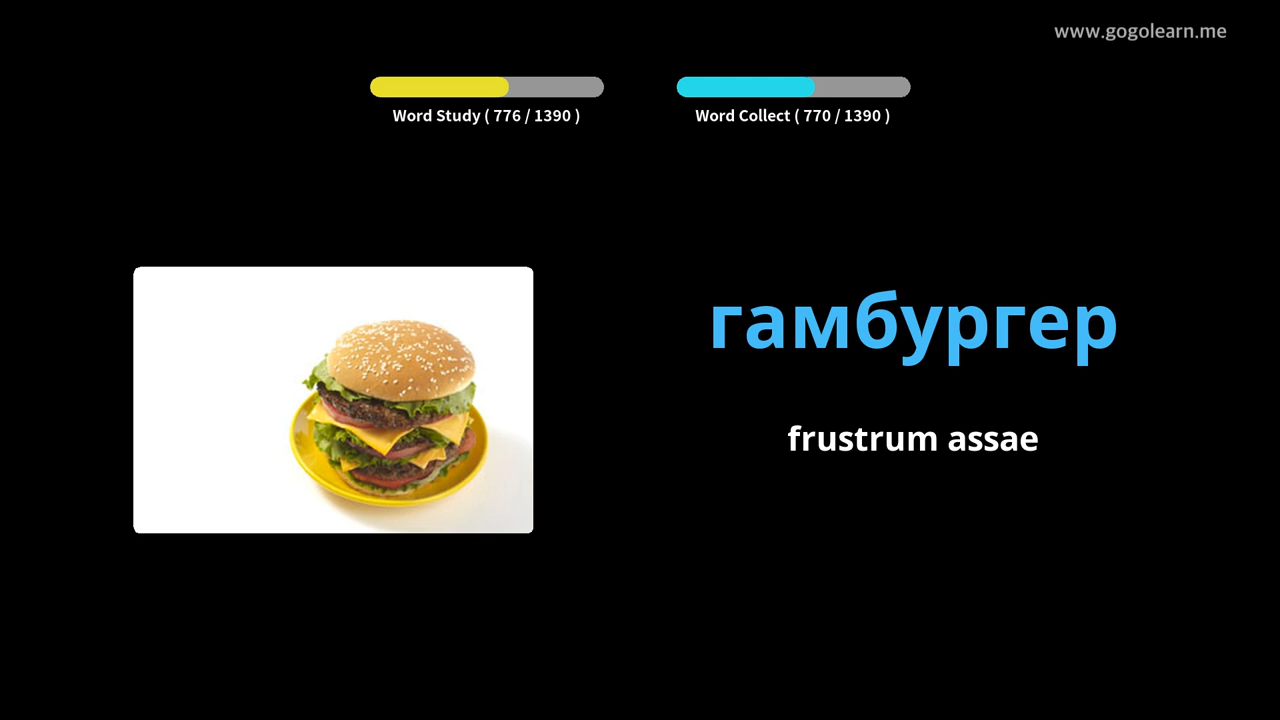 www.gogolearn.me
Word Study ( 776 / 1390 )
Word Collect ( 770 / 1390 )
гамбургер
frustrum assae